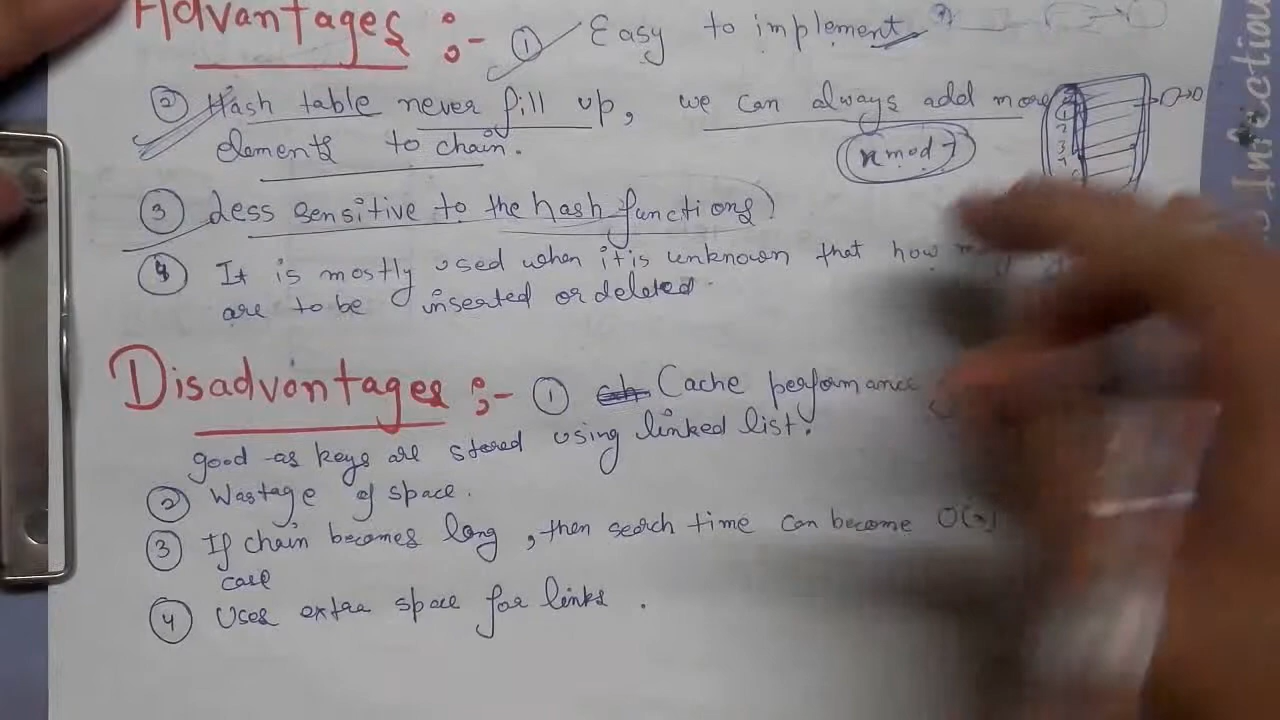 Advantages :- ① Easy to implement
② Hash table never fill up, we can always add more
elements to chain.
n mod 7
③ Less sensitive to the hash functions
④ It is mostly used when it is unknown that how
are to be inserted or deleted.
Disadvantages :- ① Cache performance
good as keys are stored using linked list.
② Wastage of space.
③ If chain becomes long, then search time can become
case
④ Uses extra space for links.